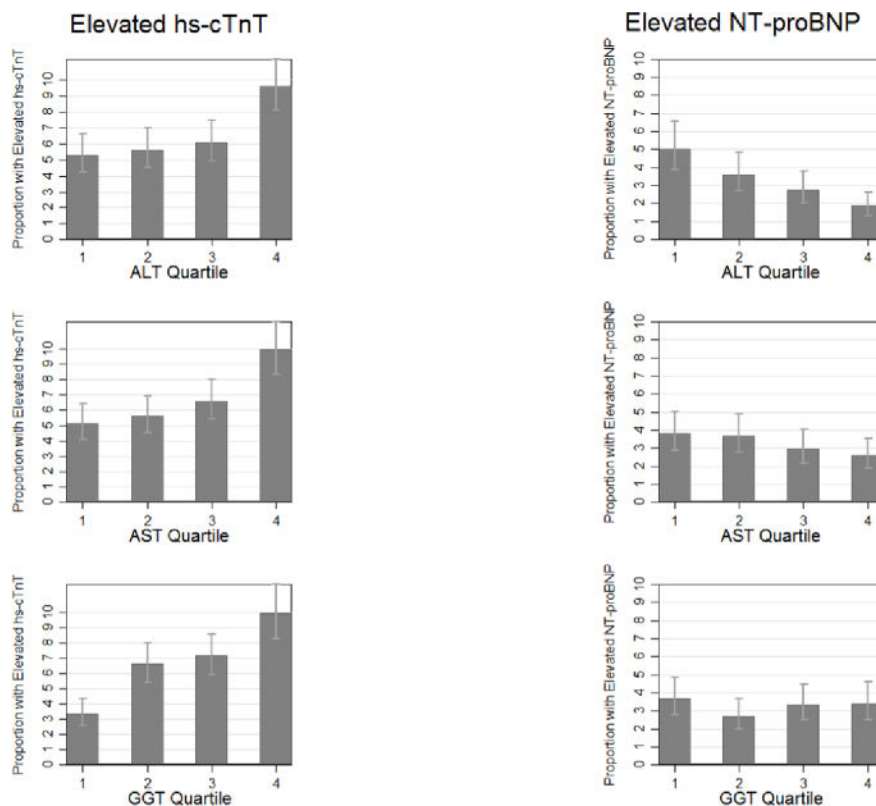 Elevated hs-cTnT
Elevated NT-proBNP
Proportion with Elevated hs-cTnT
0 1 2 3 4 5 6 7 8 9 10
1 2 3 4
ALT Quartile
Proportion with Elevated NT-proBNP
0 1 2 3 4 5 6 7 8 9 10
1 2 3 4
ALT Quartile
Proportion with Elevated hs-cTnT
0 1 2 3 4 5 6 7 8 9 10
1 2 3 4
AST Quartile
Proportion with Elevated NT-proBNP
0 1 2 3 4 5 6 7 8 9 10
1 2 3 4
AST Quartile
Proportion with Elevated hs-cTnT
0 1 2 3 4 5 6 7 8 9 10
1 2 3 4
GGT Quartile
Proportion with Elevated NT-proBNP
0 1 2 3 4 5 6 7 8 9 10
1 2 3 4
GGT Quartile